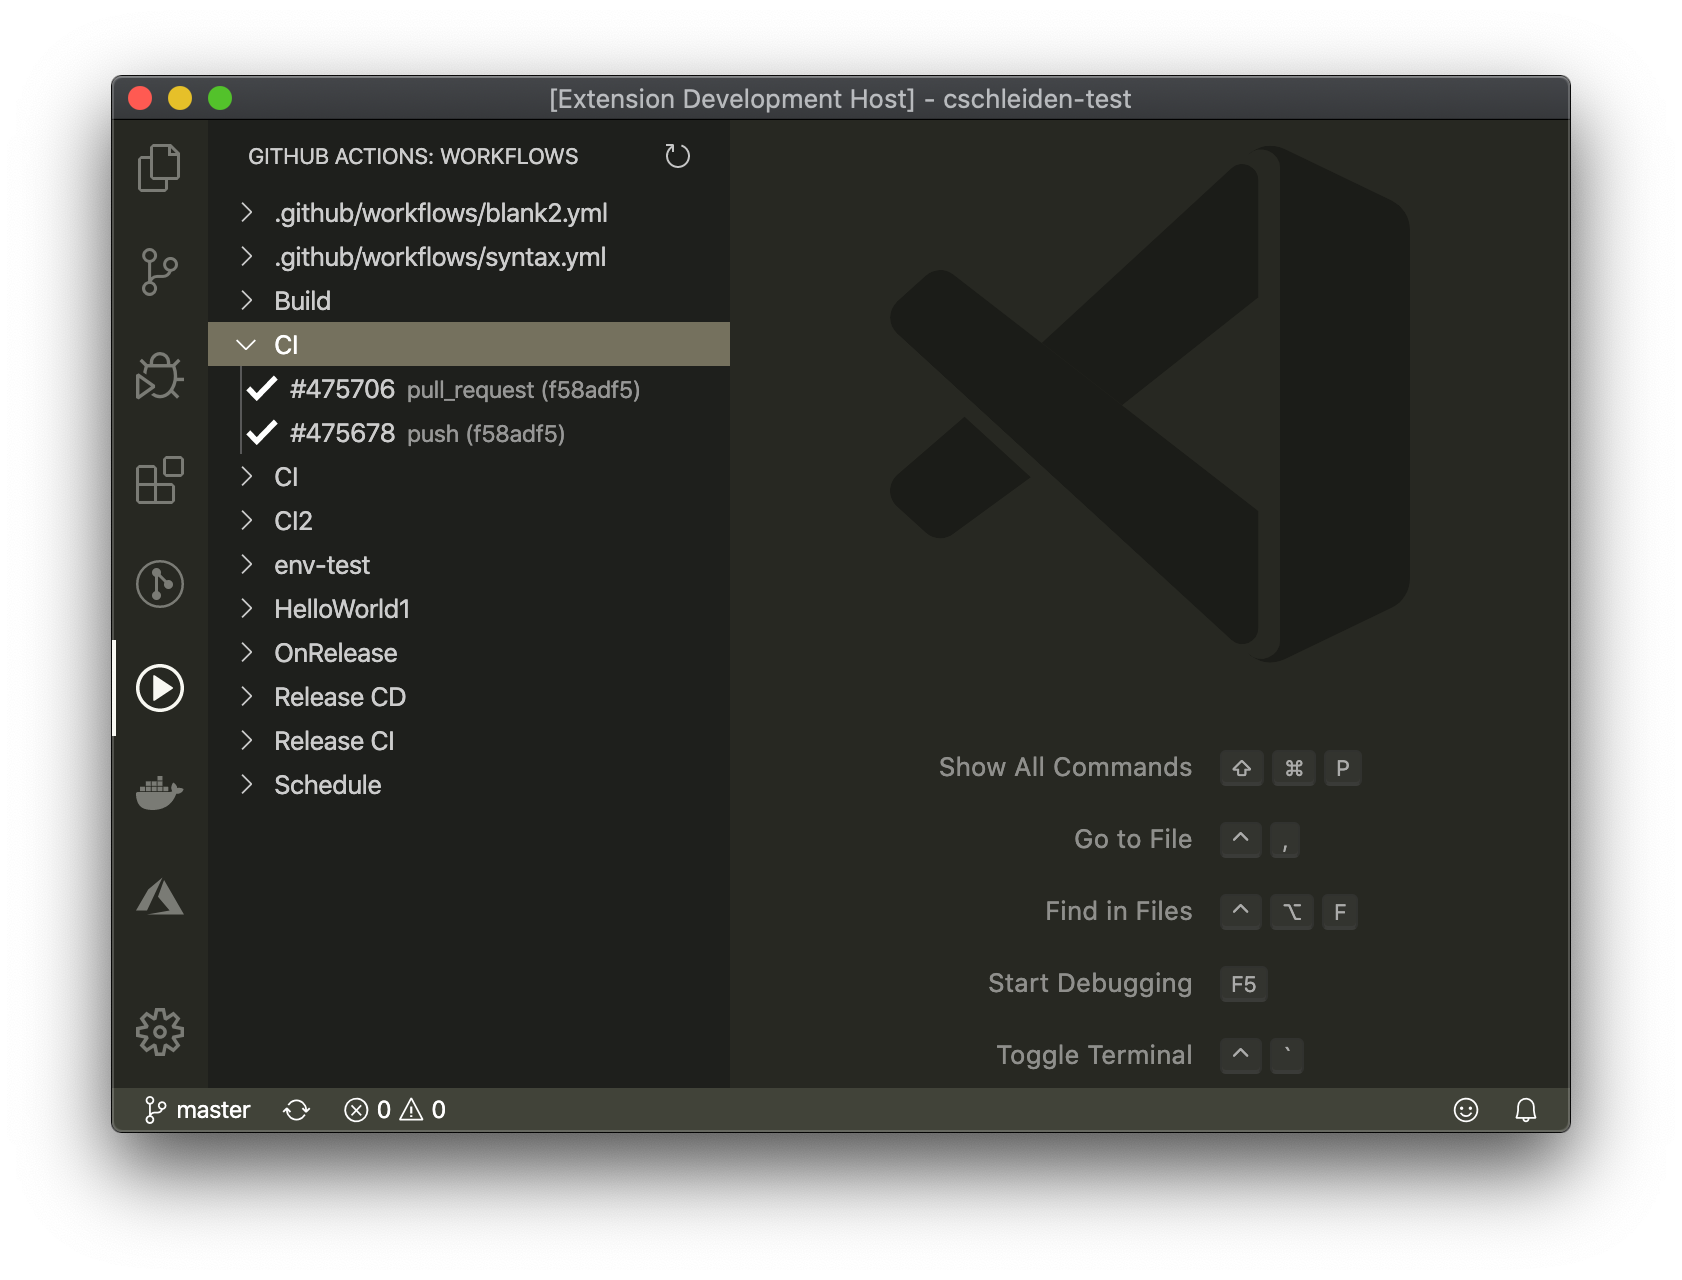 [Extension Development Host] - cschleiden-test
GITHUB ACTIONS: WORKFLOWS
.github/workflows/blank2.yml
.github/workflows/syntax.yml
Build
CI
#475706 pull_request (f58adf5)
#475678 push (f58adf5)
CI
CI2
env-test
HelloWorld1
OnRelease
Release CD
Release CI
Schedule
Show All Commands ⇧ ⌘ P
Go to File ^ ,
Find in Files ^ ⌥ F
Start Debugging F5
Toggle Terminal ^ `
master 0 0